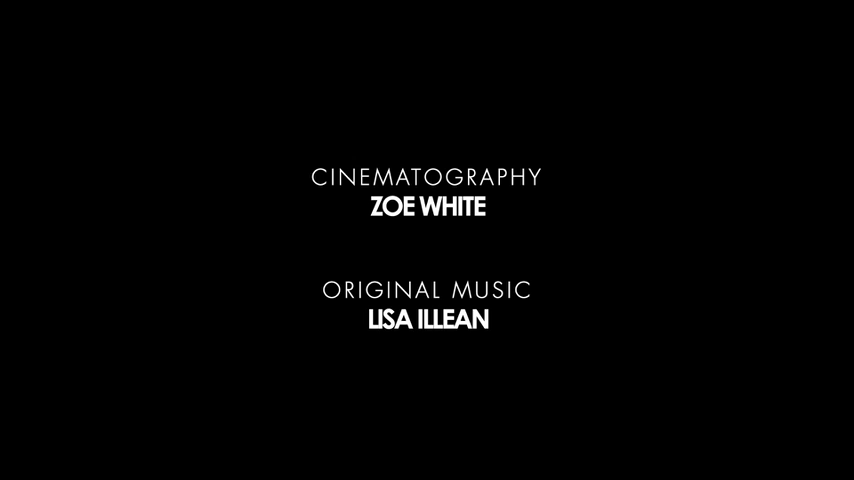 CINEMATOGRAPHY
ZOE WHITE
ORIGINAL MUSIC
LISA ILLEAN